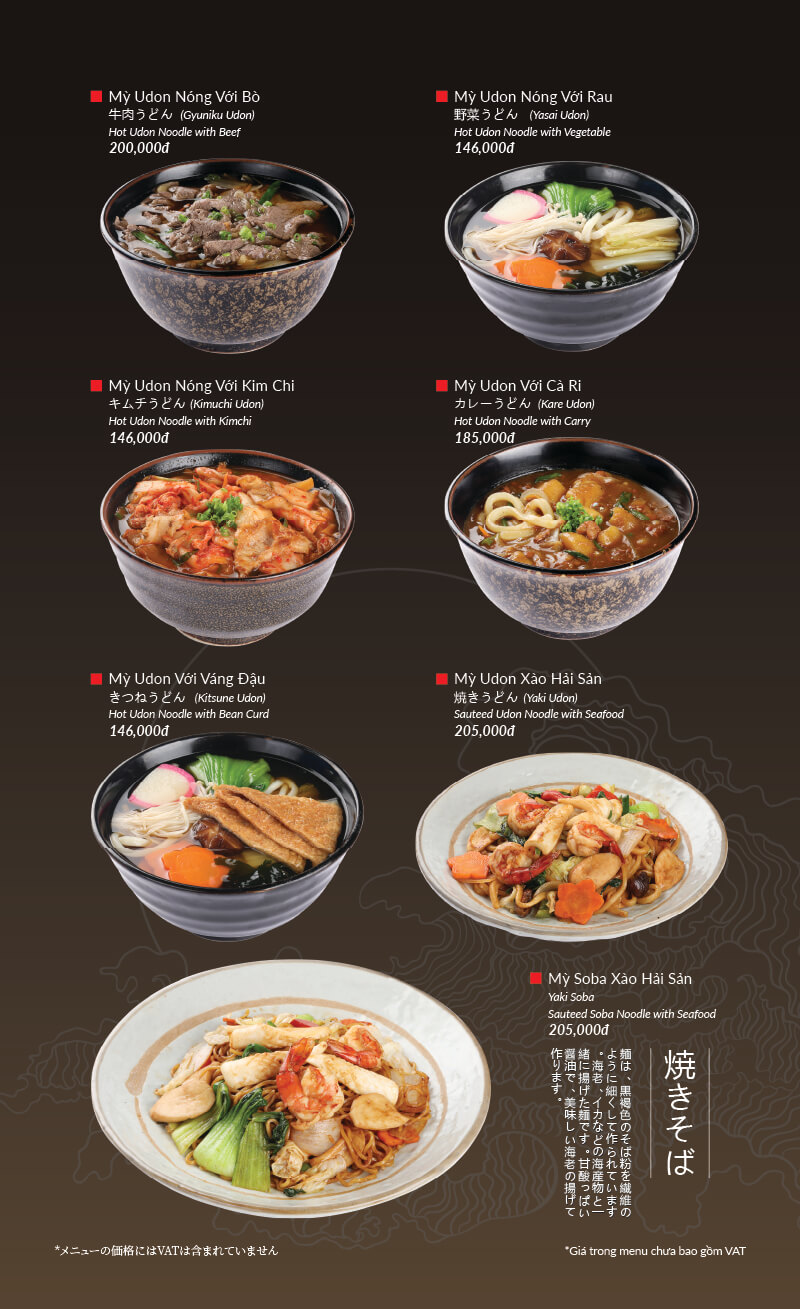 Mỳ Udon Nóng Với Bò
牛肉うどん (Gyuniku Udon)
Hot Udon Noodle with Beef
200,000đ
Mỳ Udon Nóng Với Rau
野菜うどん (Yasai Udon)
Hot Udon Noodle with Vegetable
146,000đ
Mỳ Udon Nóng Với Kim Chi
キムチうどん (Kimuchi Udon)
Hot Udon Noodle with Kimchi
146,000đ
Mỳ Udon Với Cà Ri
カレーうどん (Kare Udon)
Hot Udon Noodle with Carry
185,000đ
Mỳ Udon Với Váng Đậu
きつねうどん (Kitsune Udon)
Hot Udon Noodle with Bean Curd
146,000đ
Mỳ Udon Xào Hải Sản
焼きうどん (Yaki Udon)
Sauteed Udon Noodle with Seafood
205,000đ
Mỳ Soba Xào Hải Sản
Yaki Soba
Sauteed Soba Noodle with Seafood
205,000đ
焼きそば
麺は、黒褐色のそば粉を繊維の
ように細くして作られています
。海老、イカなどの海産物と一
緒に揚げた麺です。甘酸っぱい
醤油で、美味しい海老の揚げて
作ります。
*メニューの価格にはVATは含まれていません
*Giá trong menu chưa bao gồm VAT